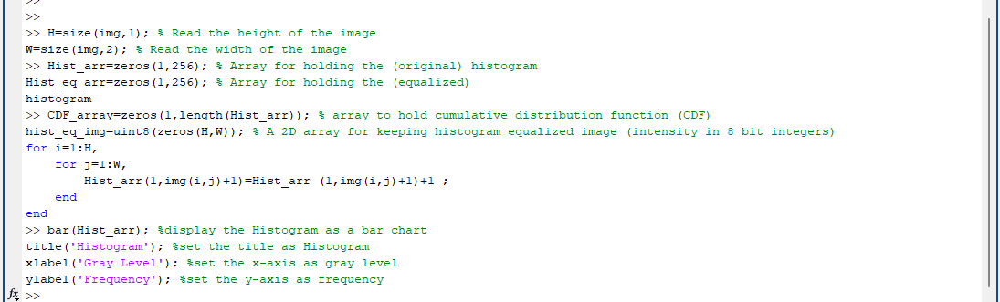 >>
>>
>> H=size(img,1); % Read the height of the image
W=size(img,2); % Read the width of the image
>> Hist_arr=zeros(1,256); % Array for holding the (original) histogram
Hist_eq_arr=zeros(1,256); % Array for holding the (equalized)
histogram
>> CDF_array=zeros(1,length(Hist_arr)); % array to hold cumulative distribution function (CDF)
hist_eq_img=uint8(zeros(H,W)); % A 2D array for keeping histogram equalized image (intensity in 8 bit integers)
for i=1:H,
    for j=1:W,
        Hist_arr(1,img(i,j)+1)=Hist_arr (1,img(i,j)+1)+1 ;
    end
end
>> bar(Hist_arr); %display the Histogram as a bar chart
title('Histogram'); %set the title as Histogram
xlabel('Gray Level'); %set the x-axis as gray level
ylabel('Frequency'); %set the y-axis as frequency
fx >>